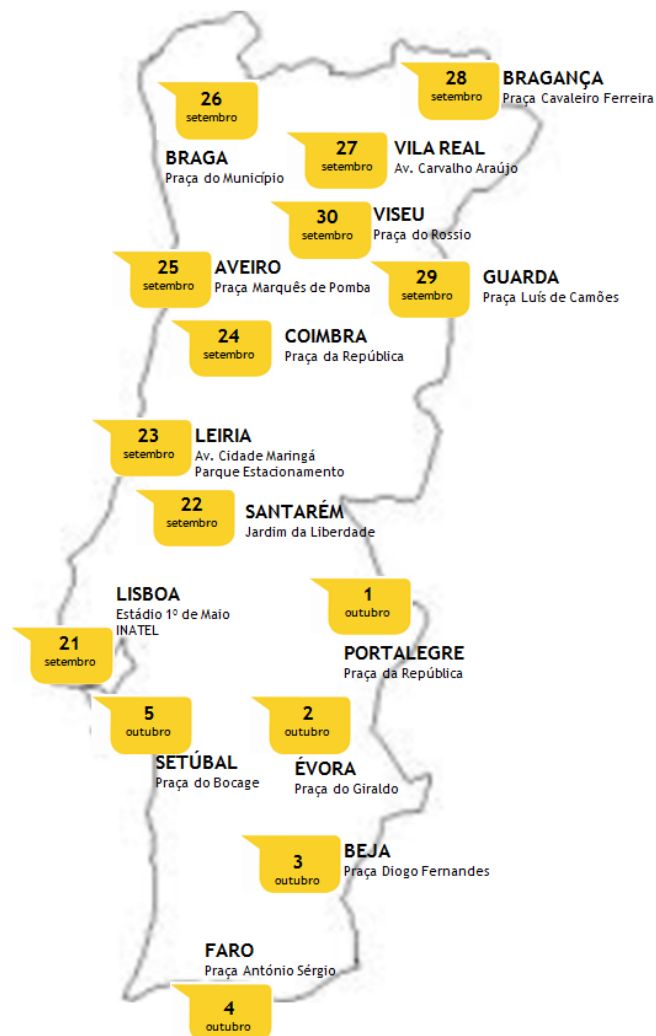 28
setembro
BRAGANÇA
Praça Cavaleiro Ferreira
26
setembro
BRAGA
Praça do Município
27
setembro
VILA REAL
Av. Carvalho Araújo
30
setembro
VISEU
Praça do Rossio
25
setembro
AVEIRO
Praça Marquês de Pomba
29
setembro
GUARDA
Praça Luís de Camões
24
setembro
COIMBRA
Praça da República
23
setembro
LEIRIA
Av. Cidade Maringá
Parque Estacionamento
22
setembro
SANTARÉM
Jardim da Liberdade
LISBOA
Estádio 1º de Maio
INATEL
21
setembro
1
outubro
PORTALEGRE
Praça da República
5
outubro
SETÚBAL
Praça do Bocage
2
outubro
ÉVORA
Praça do Giraldo
3
outubro
BEJA
Praça Diogo Fernandes
FARO
Praça António Sérgio
4
outubro